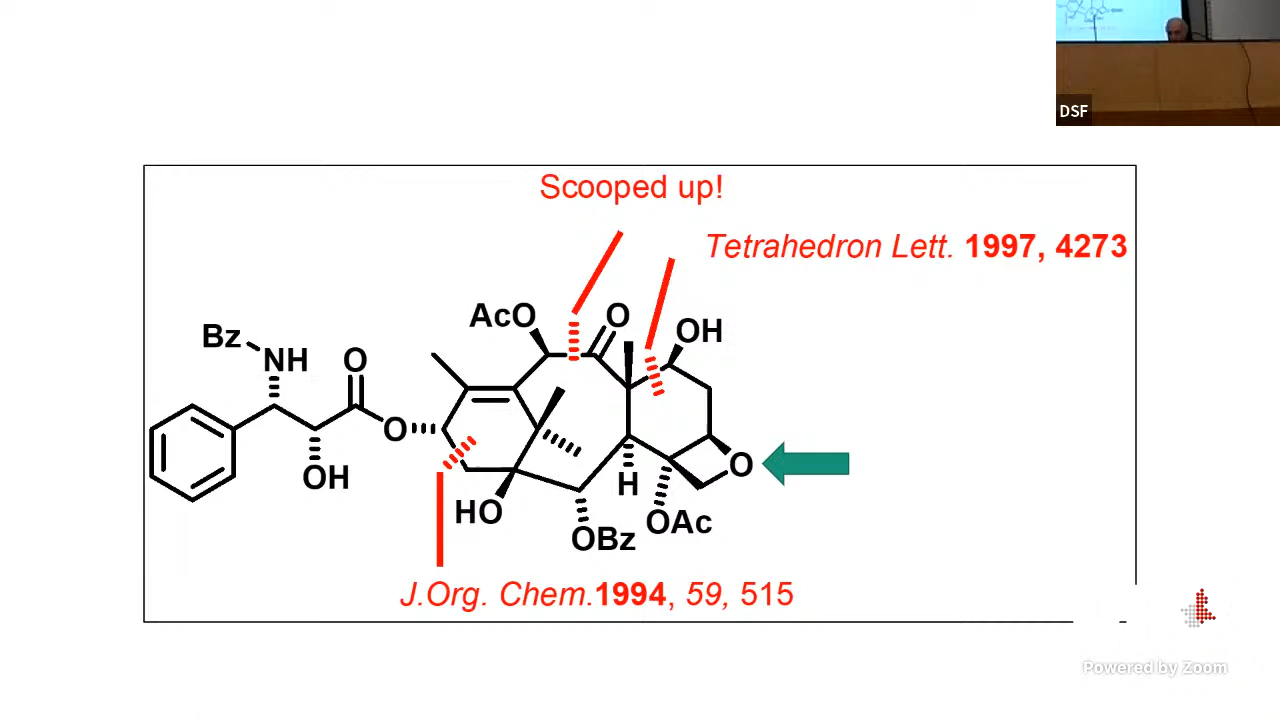 DSF
Scooped up!
Tetrahedron Lett. 1997, 4273
AcO
O
OH
Bz
NH
O
O
O
OH
HO
H
OAc
OBz
J.Org. Chem.1994, 59, 515
Powered by Zoom